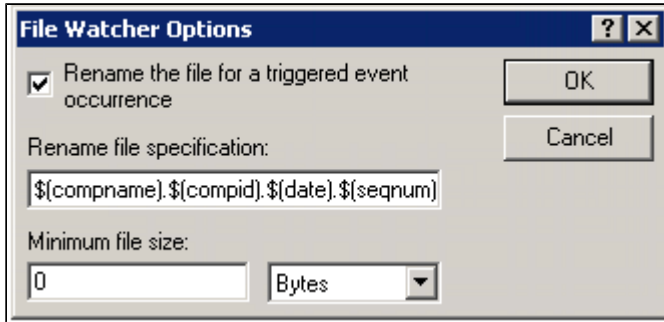 File Watcher Options
Rename the file for a triggered event
occurrence
OK
Cancel
Rename file specification:
$(compname).$(compid).$(date).$(seqnum)
Minimum file size:
0
Bytes